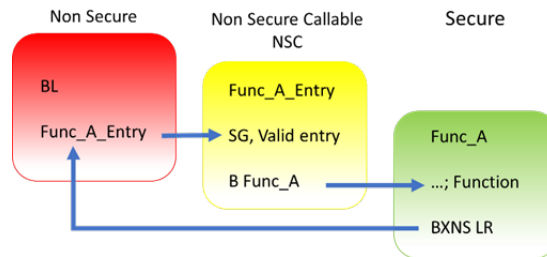 Non Secure
BL
Func_A_Entry
Non Secure Callable
NSC
Func_A_Entry
SG, Valid entry
B Func_A
Secure
Func_A
...; Function
BXNS LR